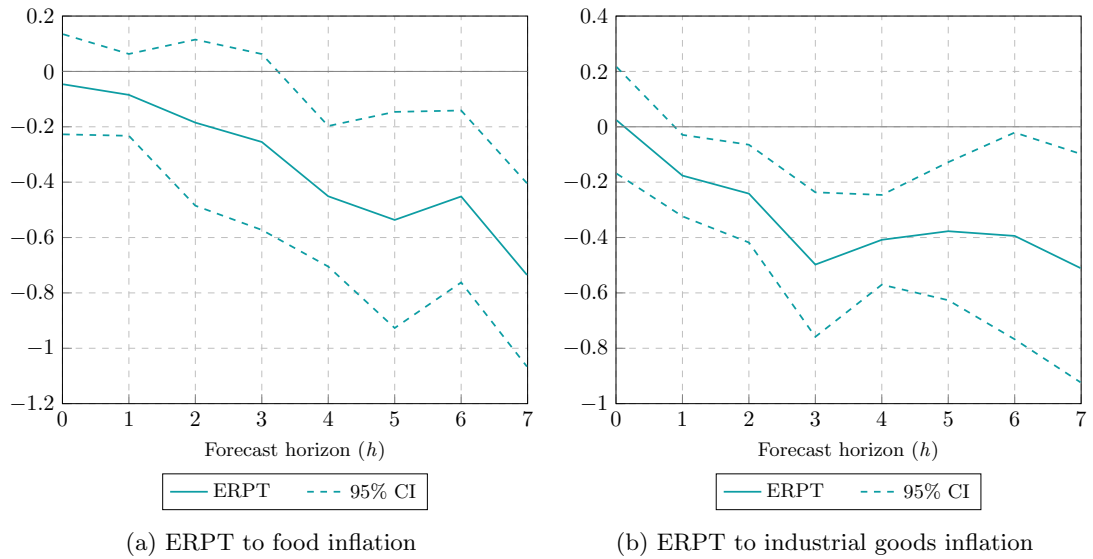 0.2
0
−0.2
−0.4
−0.6
−0.8
−1
−1.2
0 1 2 3 4 5 6 7
Forecast horizon (h)
ERPT 95% CI
(a) ERPT to food inflation
0.4
0.2
0
−0.2
−0.4
−0.6
−0.8
−1
0 1 2 3 4 5 6 7
Forecast horizon (h)
ERPT 95% CI
(b) ERPT to industrial goods inflation